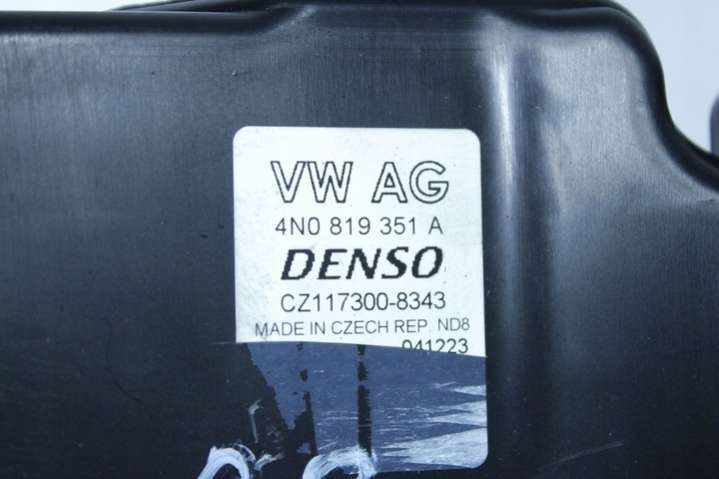 VW AG
4N0 819 351 A
DENSO
CZ117300-8343
MADE IN CZECH REP. ND8
041223